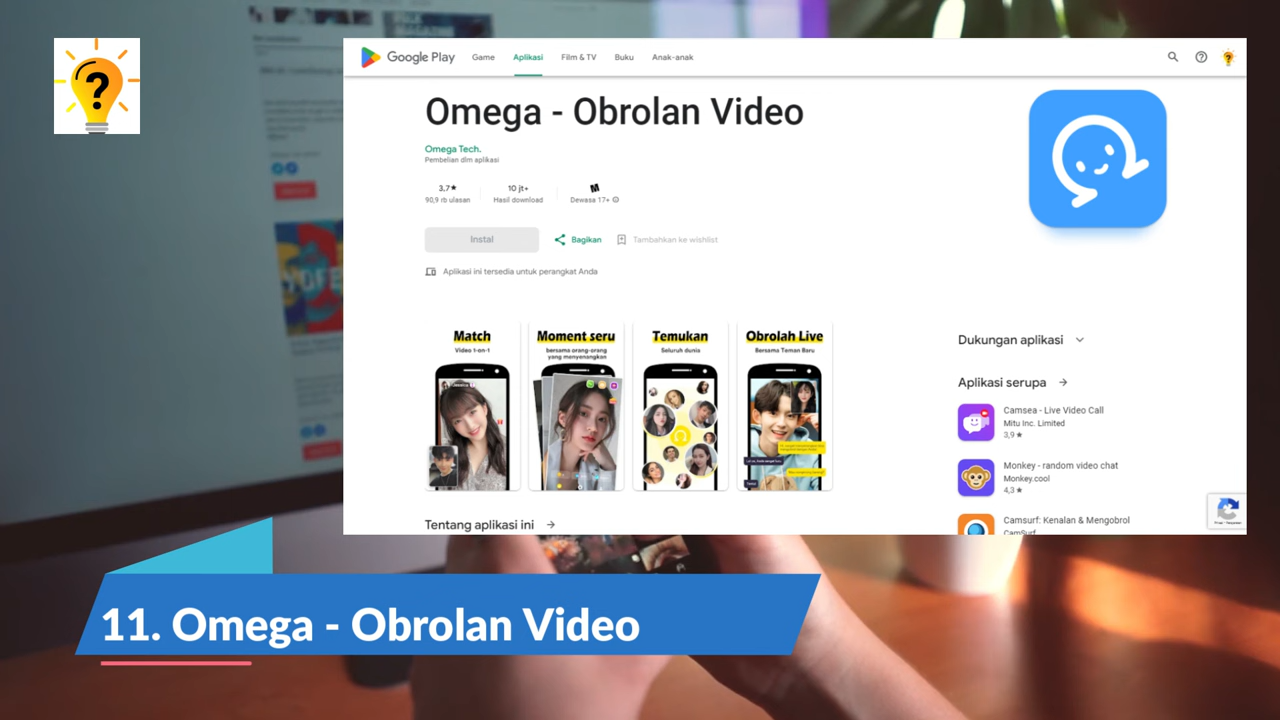 ?
Google Play
Game
Aplikasi
Film & TV
Buku
Anak-anak
Omega - Obrolan Video
Omega Tech.
Pembelian dlm aplikasi
3,7★
90,9 rb ulasan
10 jt+
Hasil download
Dewasa 17+
Instal
Bagikan
Tambahkan ke wishlist
Aplikasi ini tersedia untuk perangkat Anda
Match
Video 1-on-1
Moment seru
bersama orang-orang
yang menyenangkan
Temukan
Seluruh dunia
Obrolah Live
Bersama Teman Baru
Dukungan aplikasi
Aplikasi serupa
Camsea - Live Video Call
Mitu Inc. Limited
3,9★
Monkey - random video chat
Monkey.cool
4,3★
Camsurf: Kenalan & Mengobrol
CamSurf
Tentang aplikasi ini
11. Omega - Obrolan Video